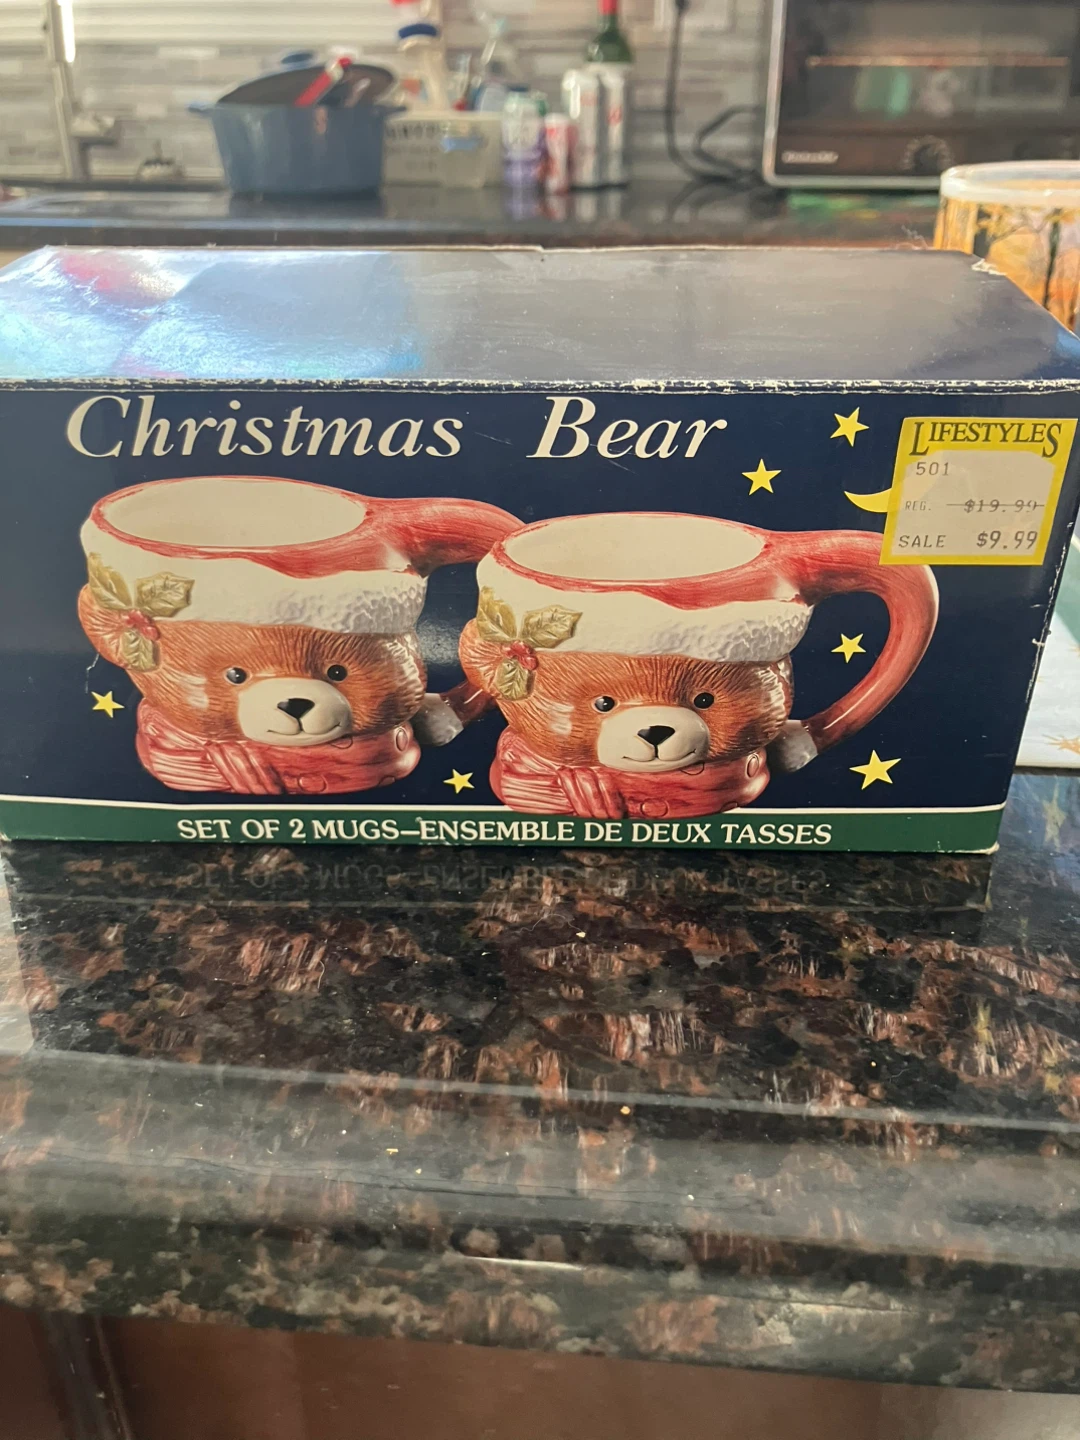 Christmas Bear
LIFESTYLES
501
REG. $19.99
SALE $9.99
SET OF 2 MUGS–ENSEMBLE DE DEUX TASSES